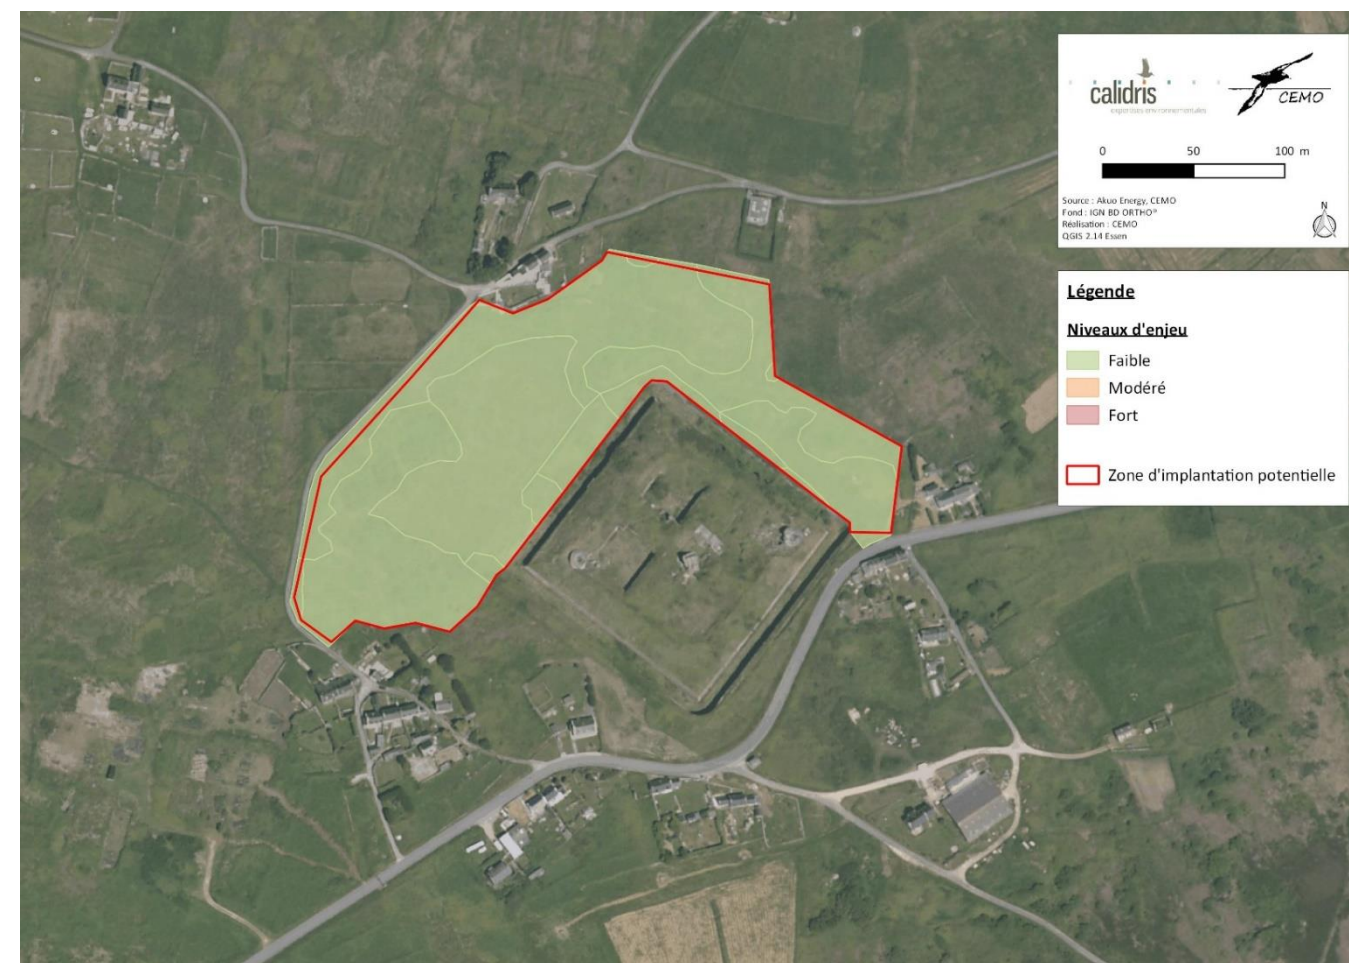 calidris
expertises environnementales
CEMO
0 50 100 m
Source : Akuo Energy, CEMO
Fond : IGN BD ORTHO®
Réalisation : CEMO
QGIS 2.14 Essen
N
Légende
Niveaux d'enjeu
Faible
Modéré
Fort
Zone d'implantation potentielle